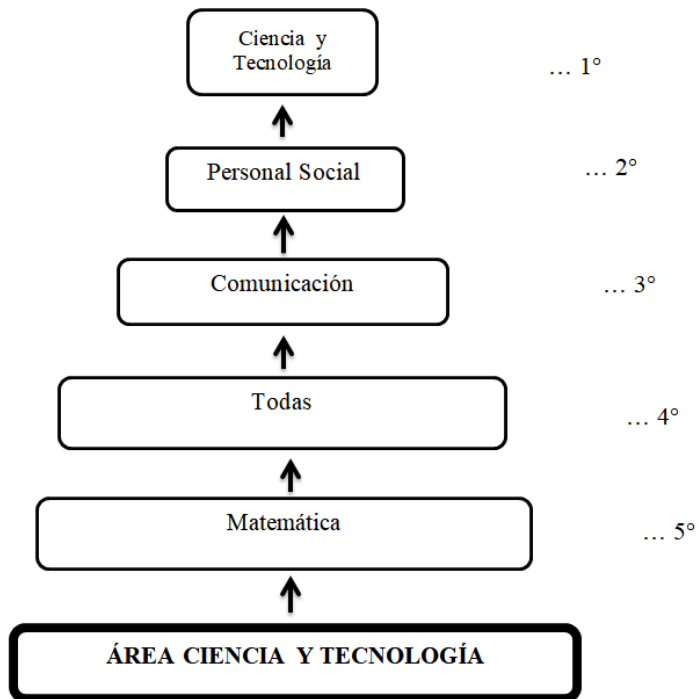 Ciencia y
Tecnología
… 1°
Personal Social
… 2°
Comunicación
… 3°
Todas
… 4°
Matemática
… 5°
ÁREA CIENCIA Y TECNOLOGÍA